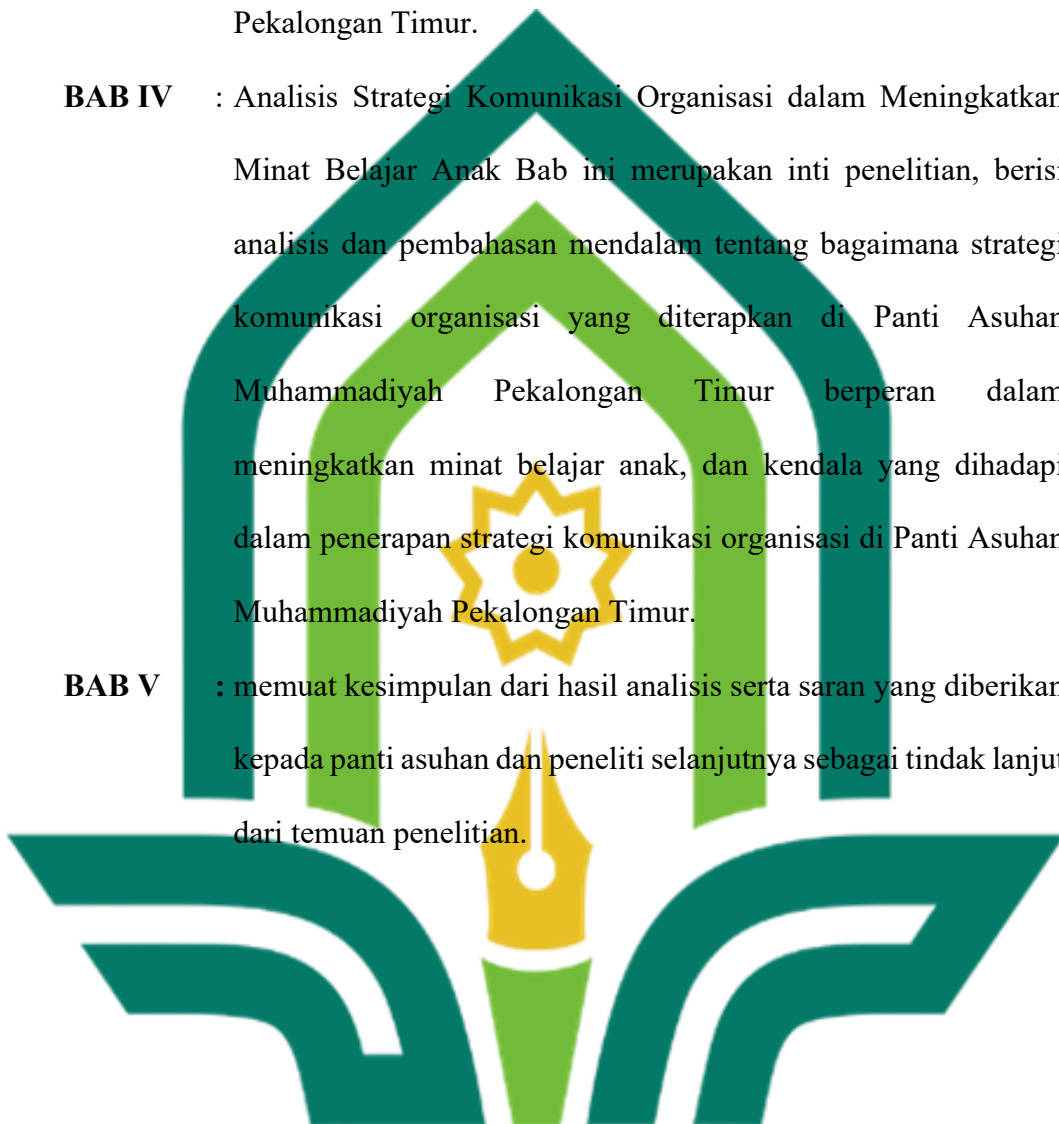 Pekalongan Timur.
BAB IV : Analisis Strategi Komunikasi Organisasi dalam Meningkatkan
Minat Belajar Anak Bab ini merupakan inti penelitian, berisi
analisis dan pembahasan mendalam tentang bagaimana strategi
komunikasi organisasi yang diterapkan di Panti Asuhan
Muhammadiyah Pekalongan Timur berperan dalam
meningkatkan minat belajar anak, dan kendala yang dihadapi
dalam penerapan strategi komunikasi organisasi di Panti Asuhan
Muhammadiyah Pekalongan Timur.
BAB V : memuat kesimpulan dari hasil analisis serta saran yang diberikan
kepada panti asuhan dan peneliti selanjutnya sebagai tindak lanjut
dari temuan penelitian.